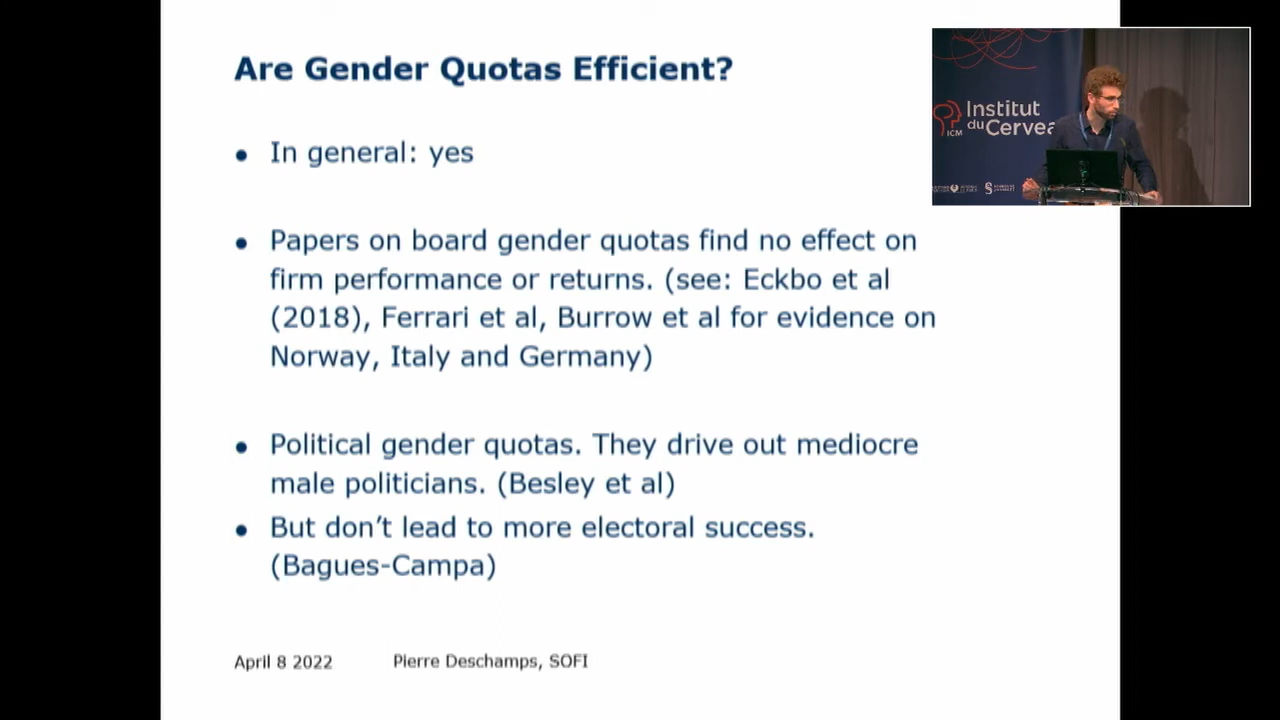 Are Gender Quotas Efficient?
• In general: yes
• Papers on board gender quotas find no effect on
firm performance or returns. (see: Eckbo et al
(2018), Ferrari et al, Burrow et al for evidence on
Norway, Italy and Germany)
• Political gender quotas. They drive out mediocre
male politicians. (Besley et al)
• But don’t lead to more electoral success.
(Bagues-Campa)
April 8 2022 Pierre Deschamps, SOFI
Institut
du Cervea
ICM